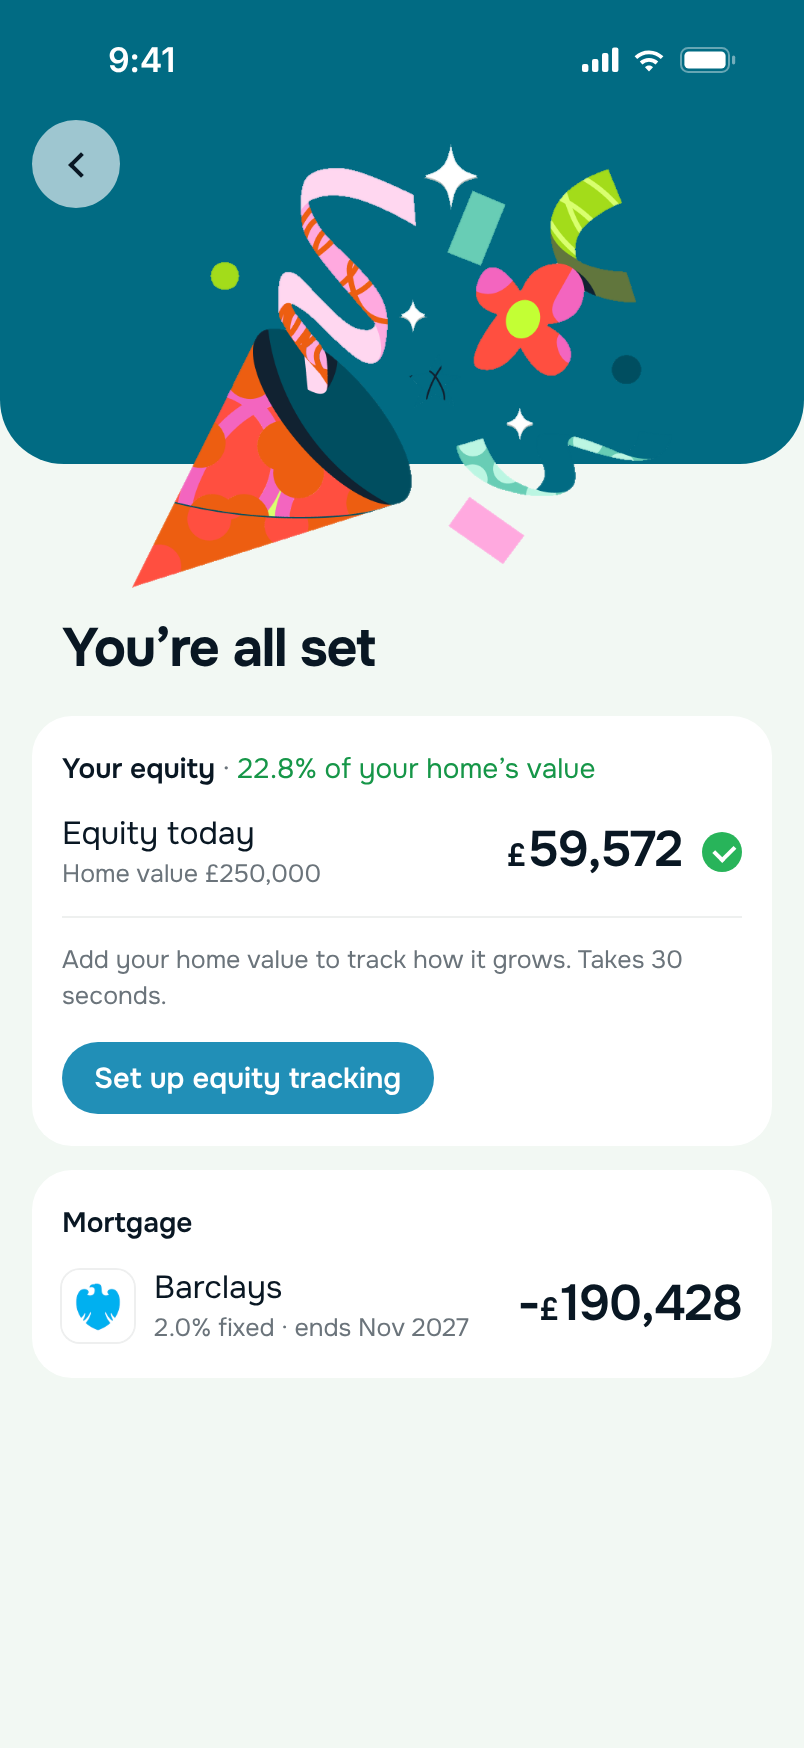 9:41
You’re all set
Your equity · 22.8% of your home’s value
Equity today
£59,572
Home value £250,000
Add your home value to track how it grows. Takes 30
seconds.
Set up equity tracking
Mortgage
Barclays
-£190,428
2.0% fixed · ends Nov 2027